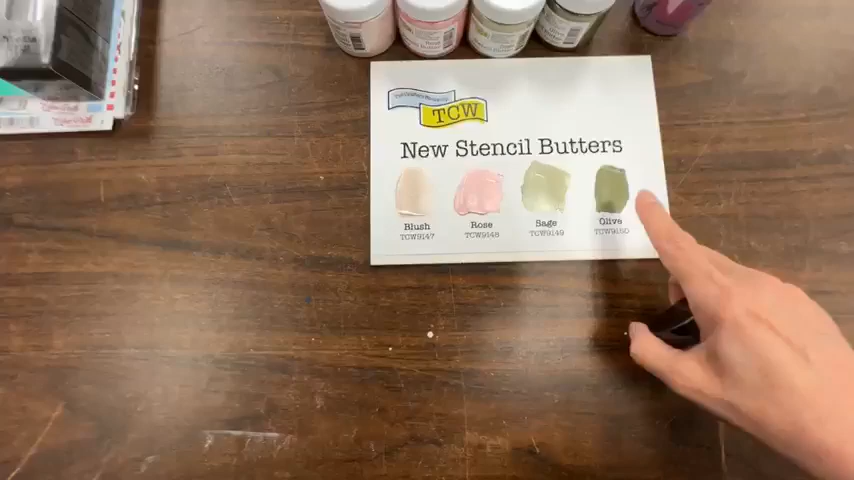 TCW
New Stencil Butters
Blush
Rose
Sage
Olive
TCW9147
TCW9148
TCW9149
TCW9150